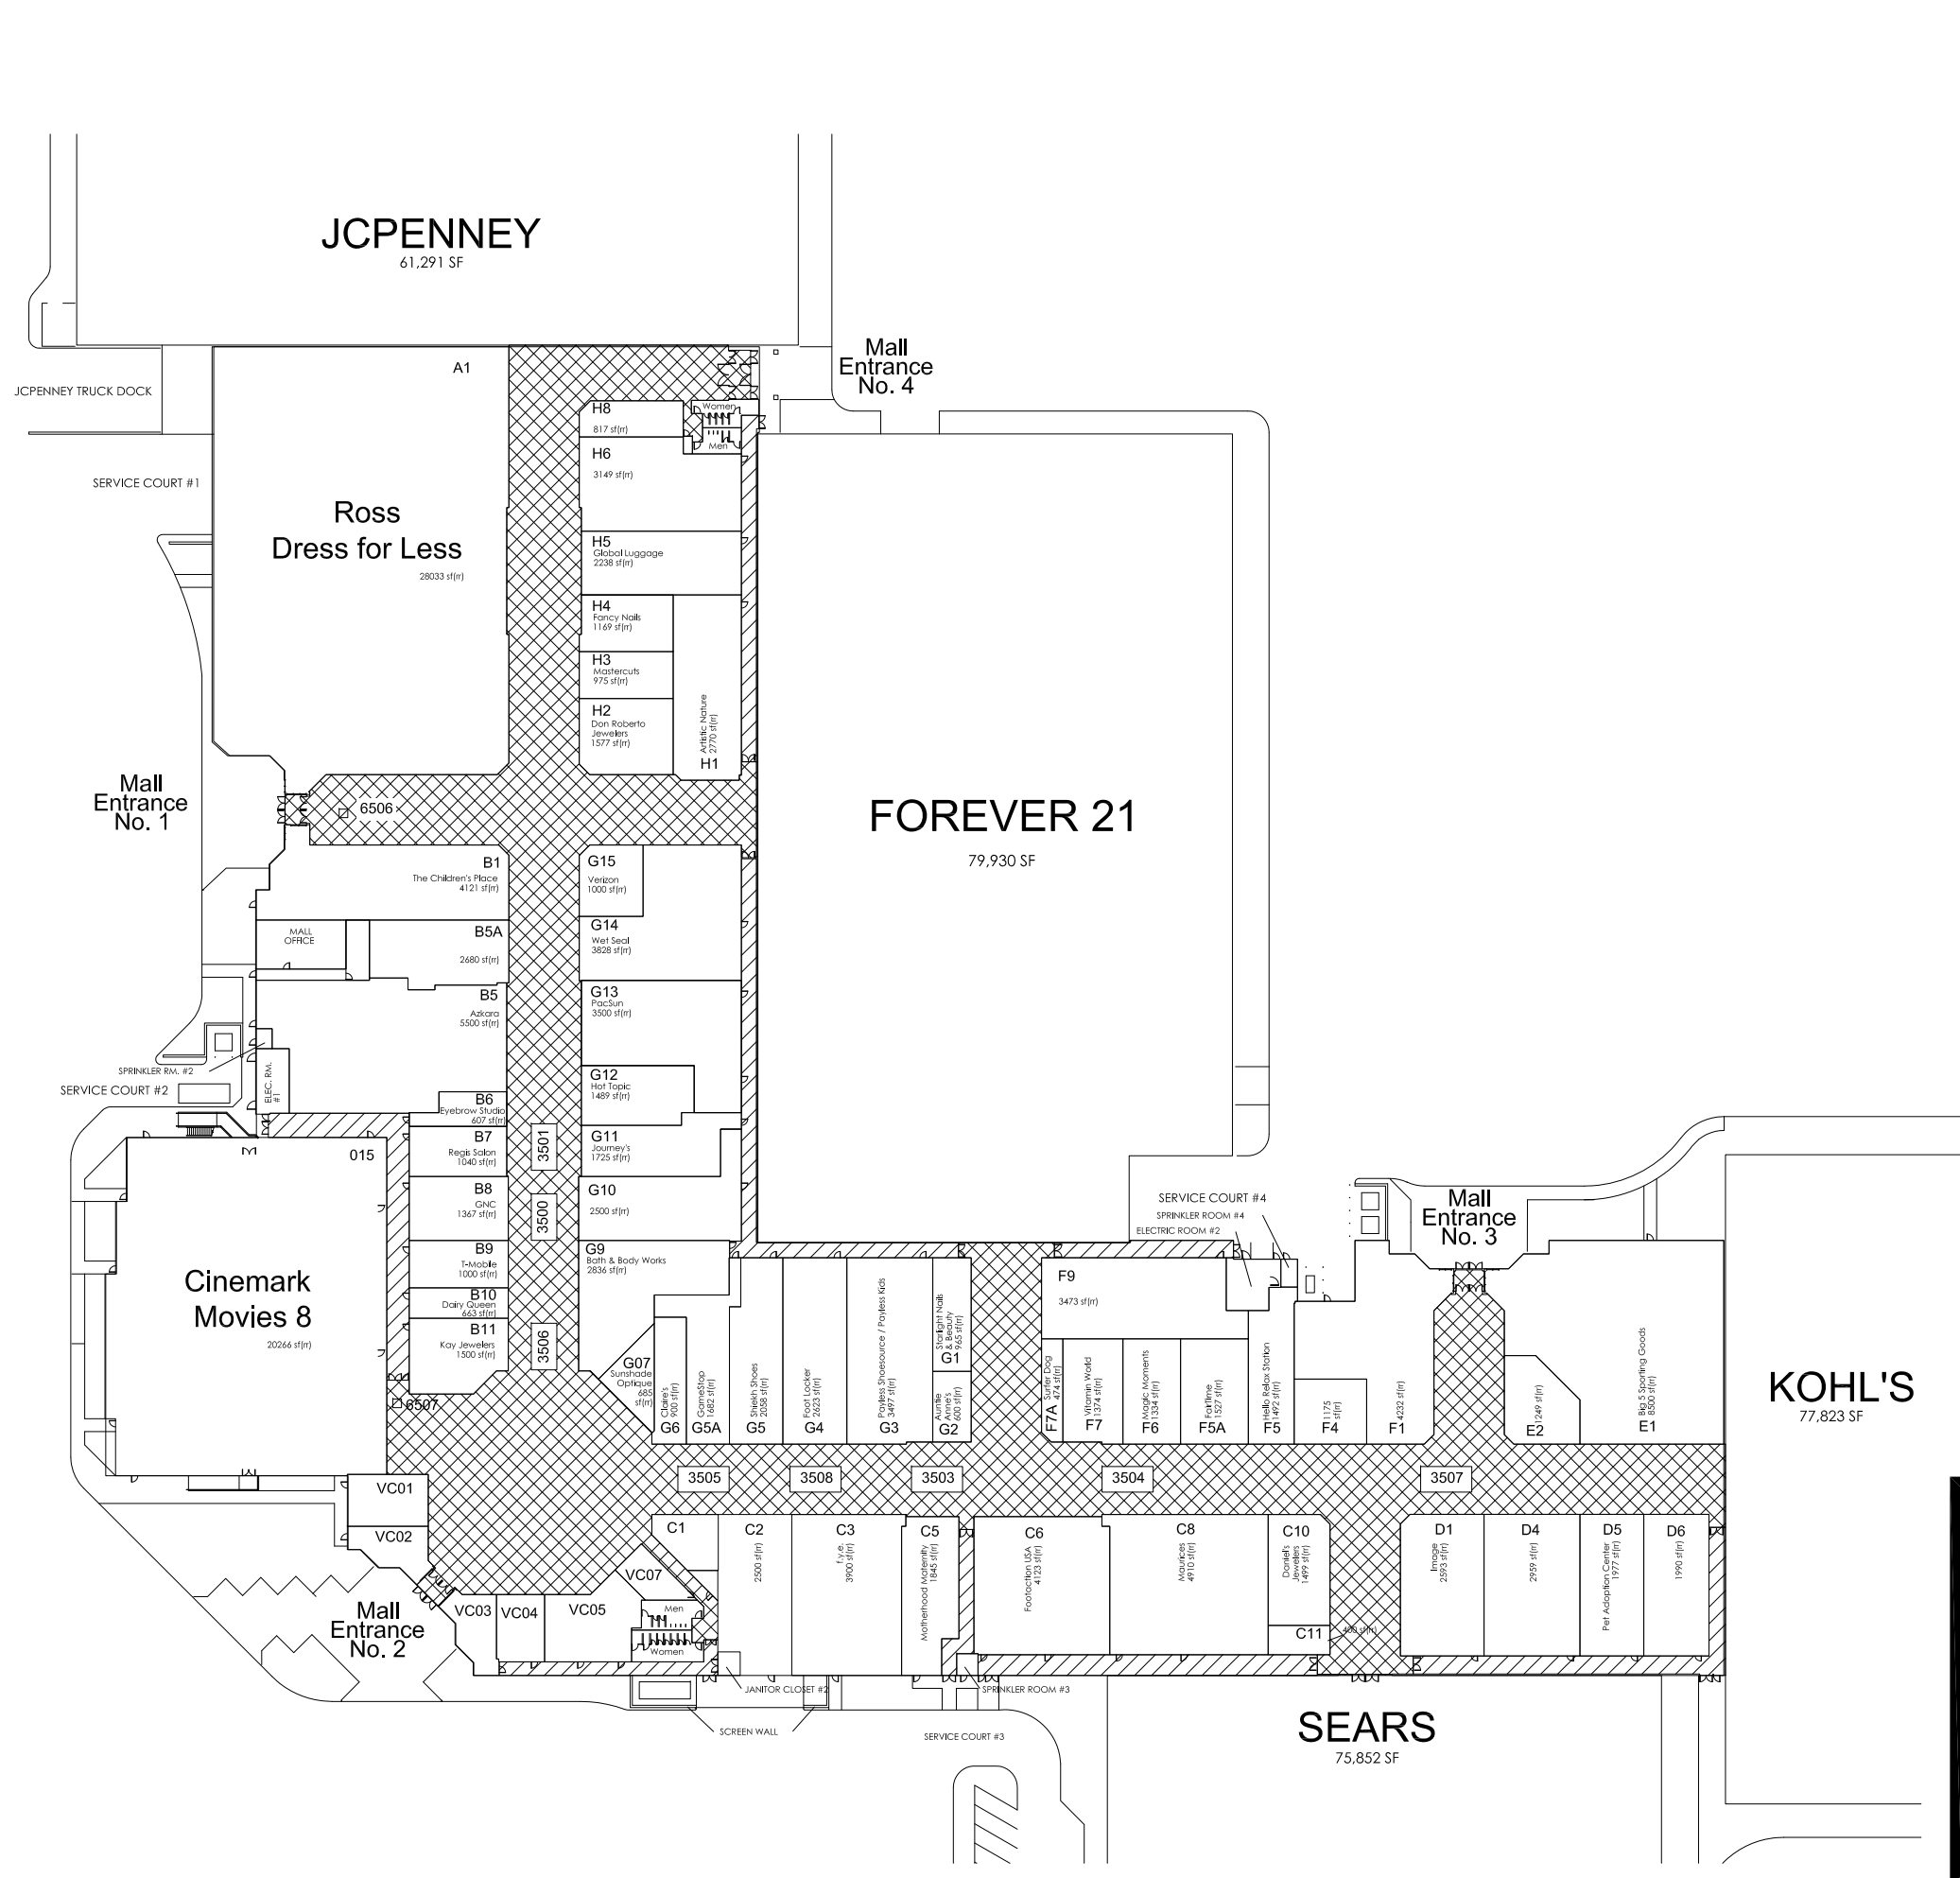 JCPENNEY
61,291 SF
Mall
Entrance
No. 4
A1
JCPENNEY TRUCK DOCK
H8
817 sf(rr)
Women
Men
H6
3149 sf(rr)
SERVICE COURT #1
Ross
Dress for Less
28033 sf(rr)
H5
Global Luggage
2238 sf(rr)
H4
Fancy Nails
1169 sf(rr)
H3
Mastercuts
975 sf(rr)
H2
Don Roberto
Jewelers
1577 sf(rr)
Artistic Nature
2770 sf(rr)
H1
Mall
Entrance
No. 1
6506
FOREVER 21
79,930 SF
B1
The Children's Place
4121 sf(rr)
G15
Verizon
1000 sf(rr)
MALL
OFFICE
B5A
2680 sf(rr)
G14
Wet Seal
3828 sf(rr)
B5
Azkara
5500 sf(rr)
G13
PacSun
3500 sf(rr)
SPRINKLER RM. #2
SERVICE COURT #2
ELEC. RM.
#1
G12
Hot Topic
1489 sf(rr)
B6
Eyebrow Studio
607 sf(rr)
B7
Regis Salon
1040 sf(rr)
3501
G11
Journey's
1725 sf(rr)
015
B8
GNC
1367 sf(rr)
3500
G10
2500 sf(rr)
B9
T-Mobile
1000 sf(rr)
G9
Bath & Body Works
2836 sf(rr)
Cinemark
Movies 8
20266 sf(rr)
B10
Dairy Queen
663 sf(rr)
B11
Kay Jewelers
1500 sf(rr)
3506
6507
G07
Sunshade
Optique
685
sf(rr)
Claire's
900 sf(rr)
G6
GameStop
1682 sf(rr)
G5A
Shiekh Shoes
2058 sf(rr)
G5
Foot Locker
2623 sf(rr)
G4
Payless Shoesource / Payless Kids
3497 sf(rr)
G3
Starlight Nails
& Beauty
965 sf(rr)
G1
Auntie
Anne's
600 sf(rr)
G2
SERVICE COURT #4
SPRINKLER ROOM #4
ELECTRIC ROOM #2
F9
3473 sf(rr)
Surfer Dog
474 sf(rr)
F7A
Vitamin World
1374 sf(rr)
F7
Magic Moments
1334 sf(rr)
F6
1527 sf(rr)
F5A
Hello Relax Station
1492 sf(rr)
F5
1175
sf(rr)
F4
4232 sf(rr)
F1
Mall
Entrance
No. 3
1249 sf(rr)
E2
Big 5 Sporting Goods
8500 sf(rr)
E1
KOHL'S
77,823 SF
3505
3508
3503
3504
3507
VC01
VC02
VC03
VC04
VC05
VC07
Men
Women
Mall
Entrance
No. 2
C1
C2
2500 sf(rr)
C3
f.y.e.
3900 sf(rr)
C5
Motherhood Maternity
1845 sf(rr)
C6
Footaction USA
4123 sf(rr)
C8
Maurices
4910 sf(rr)
C10
Daniel's
Jewelers
1499 sf(rr)
C11
400 sf(rr)
D1
Image
2593 sf(rr)
D4
2959 sf(rr)
D5
Pet Adoption Center
1977 sf(rr)
D6
1990 sf(rr)
JANITOR CLOSET #2
SPRINKLER ROOM #3
SCREEN WALL
SERVICE COURT #3
SEARS
75,852 SF